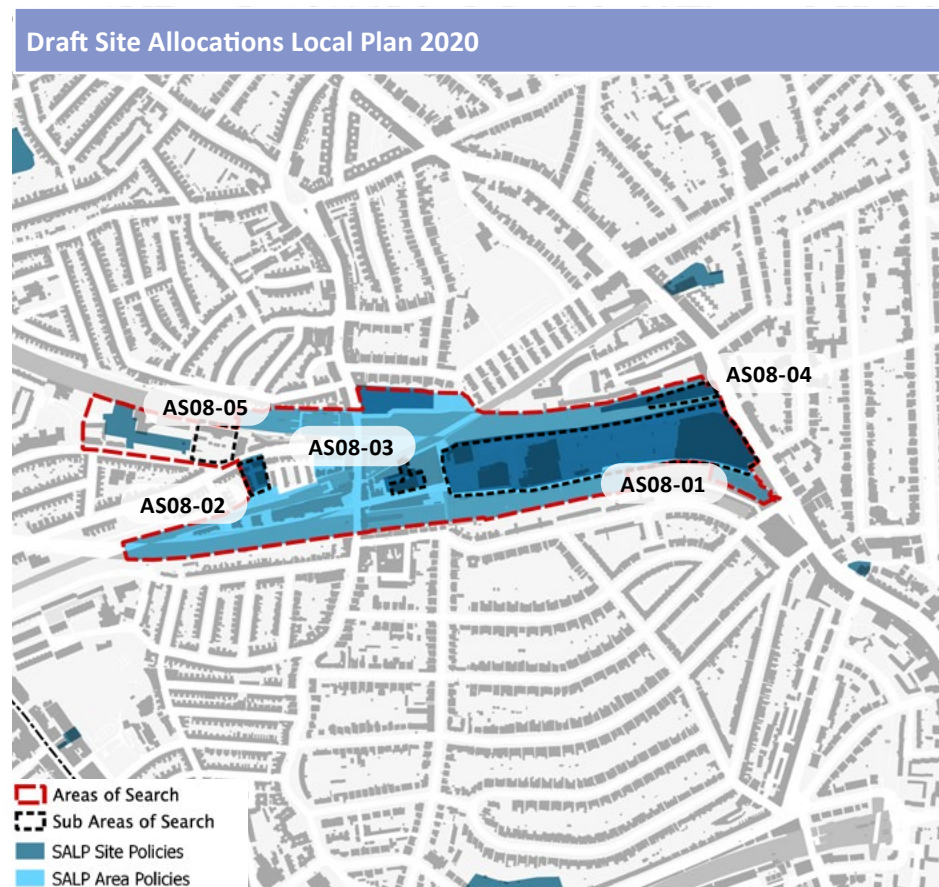 Draft Site Allocations Local Plan 2020
AS08-04
AS08-05
AS08-03
AS08-01
AS08-02
Areas of Search
Sub Areas of Search
SALP Site Policies
SALP Area Policies